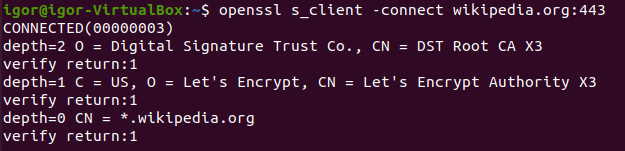 igor@igor-VirtualBox:~$ openssl s_client -connect wikipedia.org:443
CONNECTED(00000003)
depth=2 O = Digital Signature Trust Co., CN = DST Root CA X3
verify return:1
depth=1 C = US, O = Let's Encrypt, CN = Let's Encrypt Authority X3
verify return:1
depth=0 CN = *.wikipedia.org
verify return:1